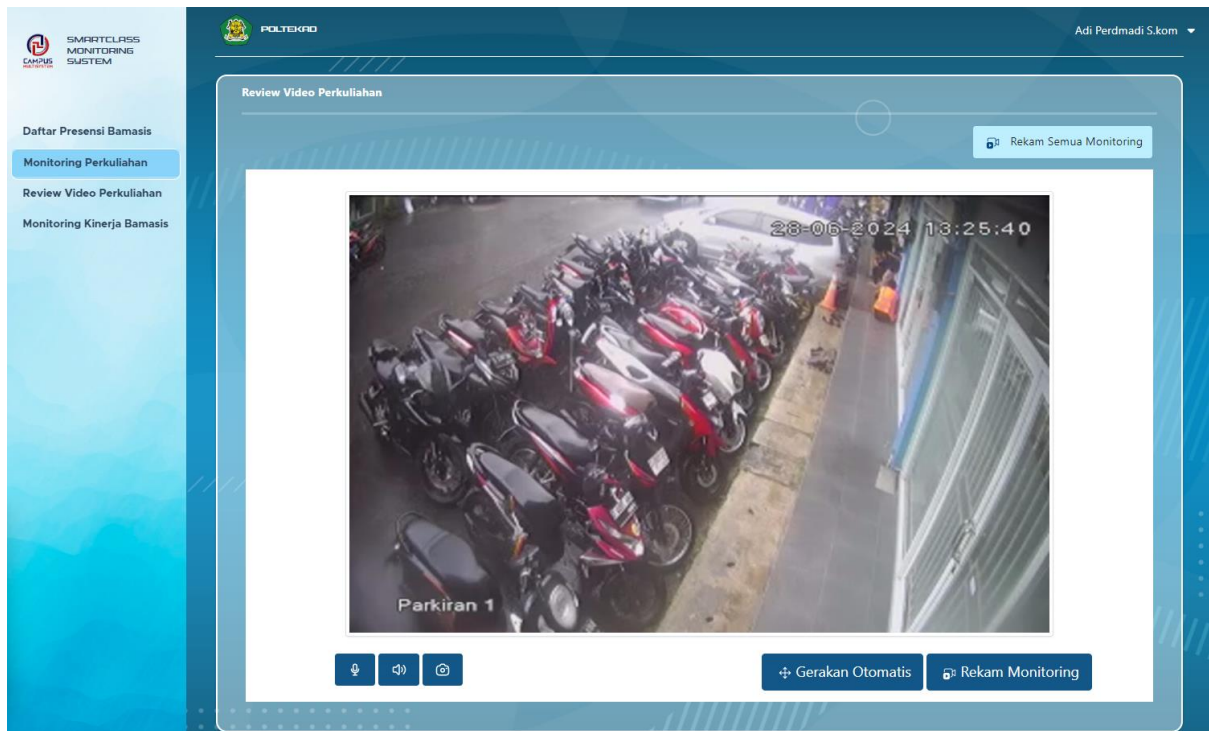 SMARTCLASS
MONITORING
SYSTEM
CAMPUS
POLTEKAD
Adi Perdmadi S.kom
Daftar Presensi Bamasis
Monitoring Perkuliahan
Review Video Perkuliahan
Monitoring Kinerja Bamasis
Review Video Perkuliahan
Rekam Semua Monitoring
28-06-2024 13:25:40
Parkiran 1
Gerakan Otomatis
Rekam Monitoring